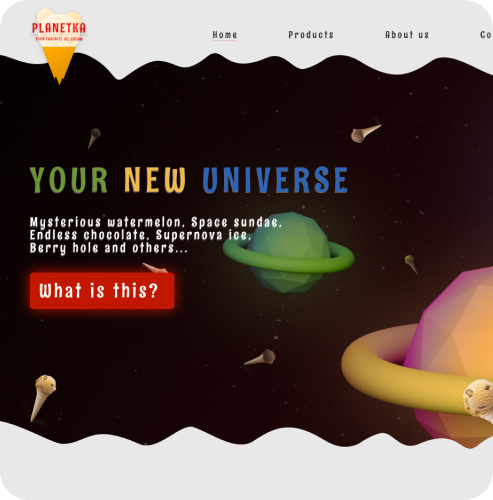 PLANETKA
YOUR FAVORITE ICE CREAM
Home
Products
About us
Co
YOUR NEW UNIVERSE
Mysterious watermelon, Space sundae,
Endless chocolate, Supernova ice,
Berry hole and others...
What is this?